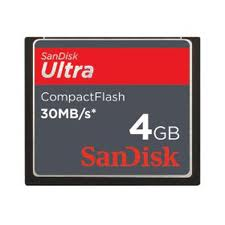 SanDisk
Ultra
CompactFlash
30MB/s*
4GB
SanDisk